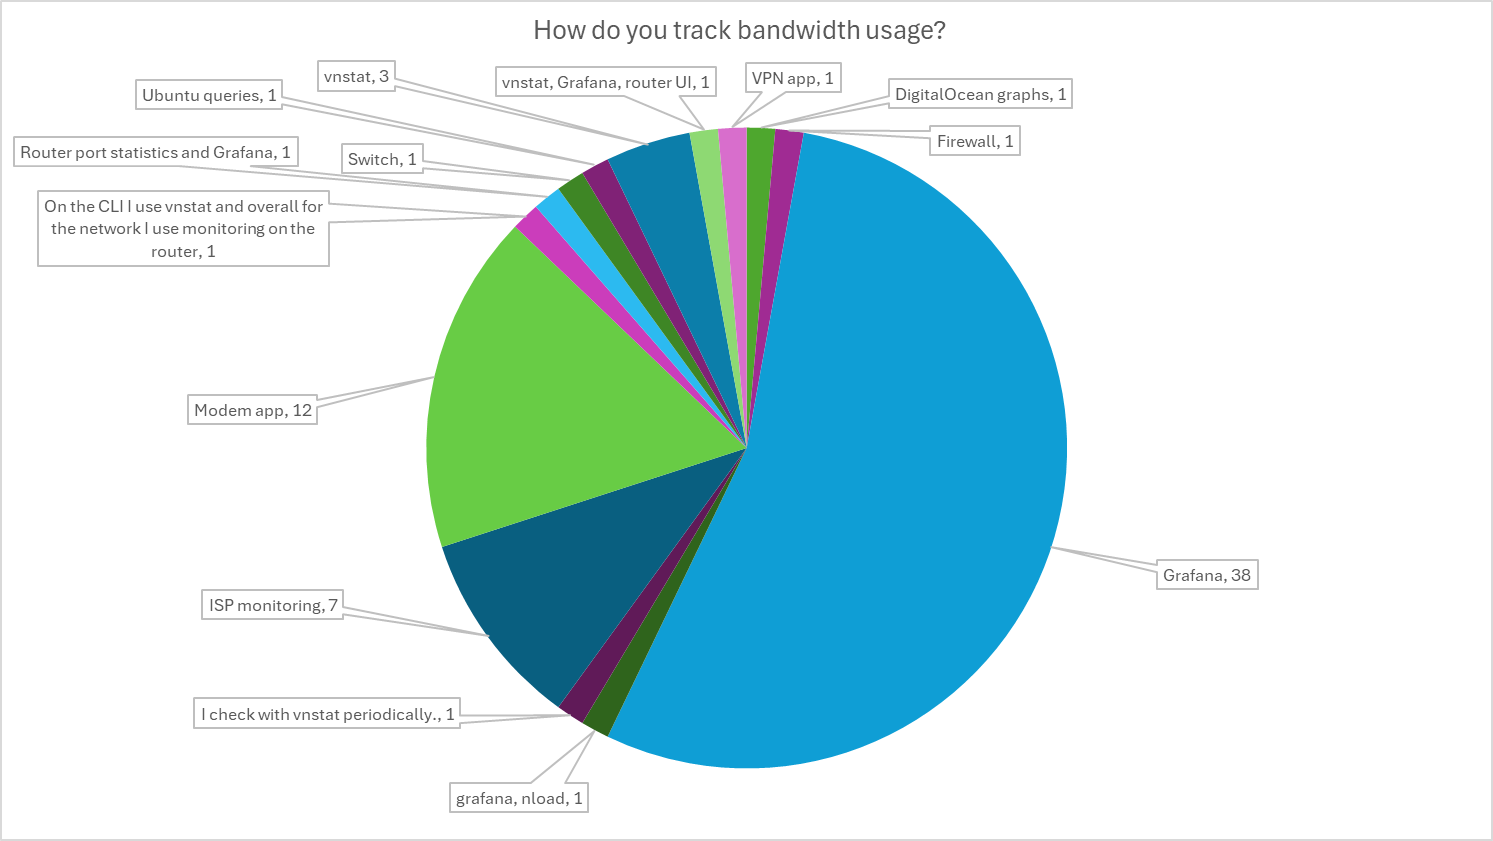 How do you track bandwidth usage?
vnstat, 3
vnstat, Grafana, router UI, 1
VPN app, 1
Ubuntu queries, 1
DigitalOcean graphs, 1
Firewall, 1
Router port statistics and Grafana, 1
Switch, 1
On the CLI I use vnstat and overall for
the network I use monitoring on the
router, 1
Modem app, 12
Grafana, 38
ISP monitoring, 7
I check with vnstat periodically., 1
grafana, nload, 1